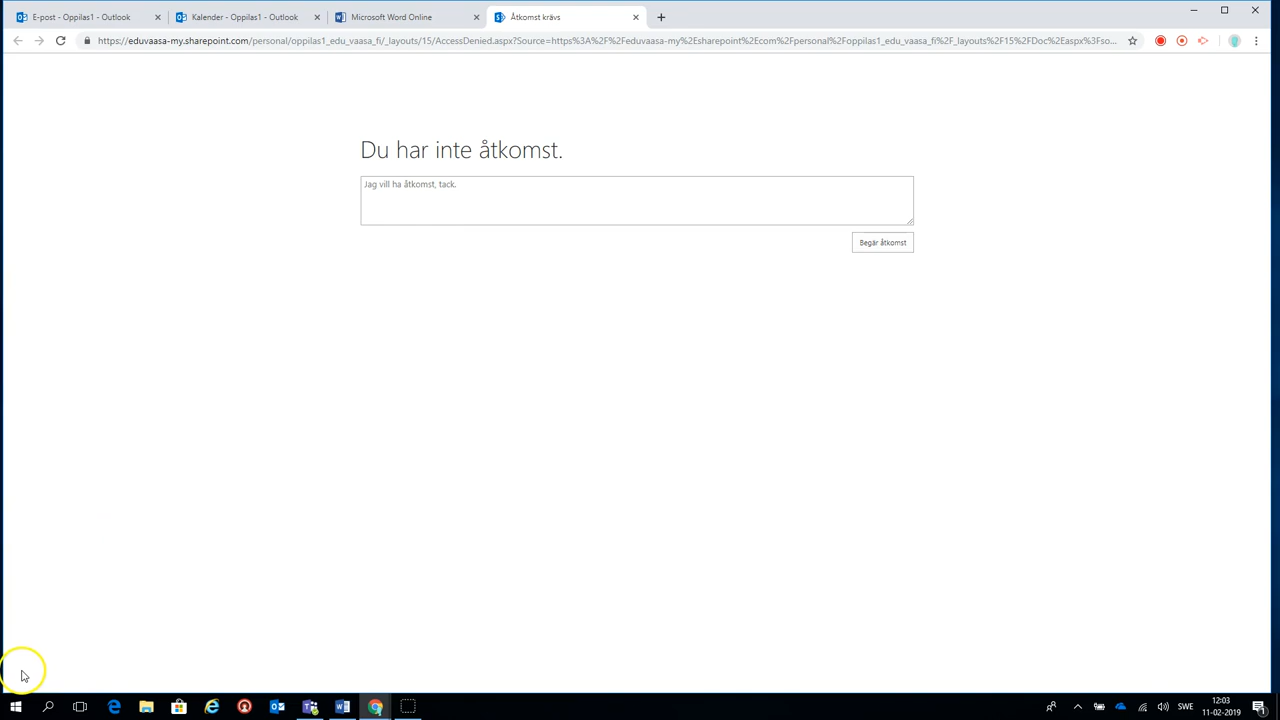 E-post - Oppilas1 - Outlook
Kalender - Oppilas1 - Outlook
Microsoft Word Online
Åtkomst krävs
https://eduvaasa-my.sharepoint.com/personal/oppilas1_edu_vaasa_fi/_layouts/15/AccessDenied.aspx?Source=https%3A%2F%2Feduvaasa-my%2Esharepoint%2Ecom%2Fpersonal%2Foppilas1_edu_vaasa_fi%2F_layouts%2F15%2FDoc%2Easpx%3Fso...
Du har inte åtkomst.
Jag vill ha åtkomst, tack.
Begär åtkomst
SWE
12:03
11-02-2019
1